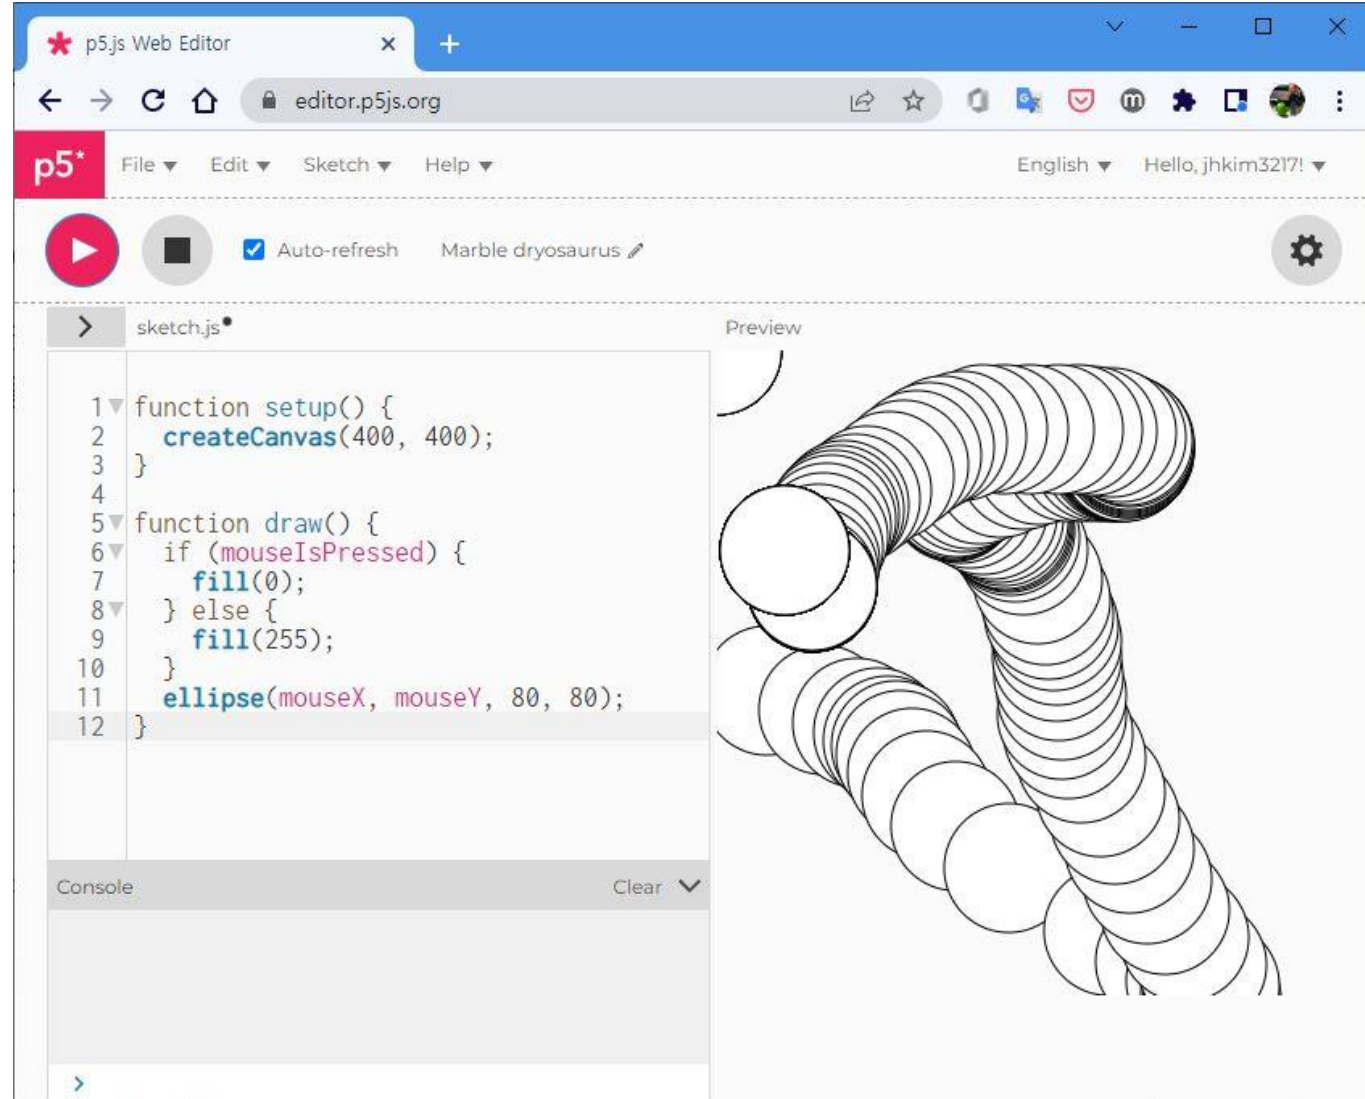 p5.js Web Editor
editor.p5js.org
p5* File Edit Sketch Help English Hello, jhkim3217!
Auto-refresh Marble dryosaurus
sketch.js
Preview
1 function setup() {
2 createCanvas(400, 400);
3 }
4
5 function draw() {
6 if (mouseIsPressed) {
7 fill(0);
8 } else {
9 fill(255);
10 }
11 ellipse(mouseX, mouseY, 80, 80);
12 }
Console Clear
>